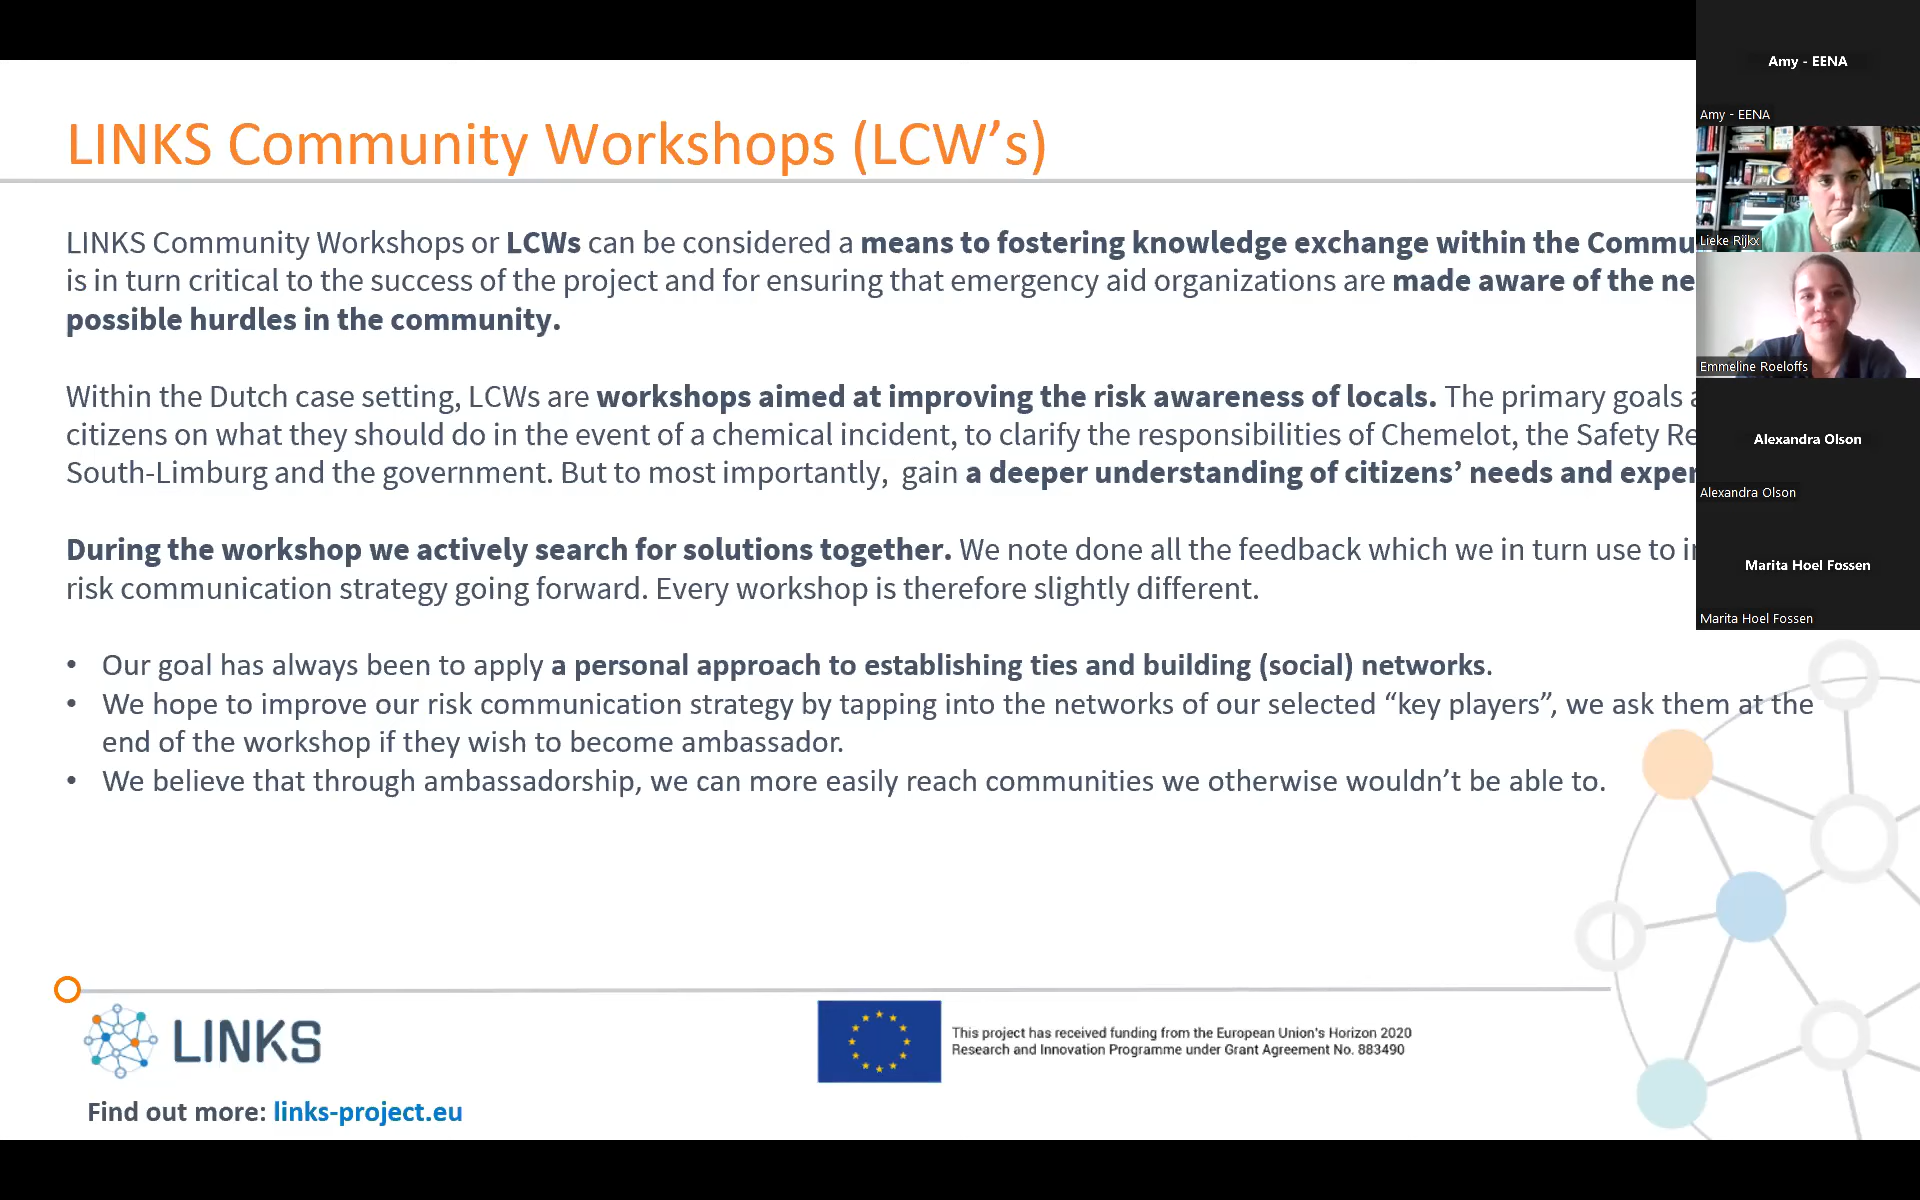 LINKS Community Workshops (LCW’s)
LINKS Community Workshops or LCWs can be considered a means to fostering knowledge exchange within the
is in turn critical to the success of the project and for ensuring that emergency aid organizations are made aware of the
possible hurdles in the community.
Within the Dutch case setting, LCWs are workshops aimed at improving the risk awareness of locals. The primary goals
citizens on what they should do in the event of a chemical incident, to clarify the responsibilities of Chemelot, the Safety
South-Limburg and the government. But to most importantly, gain a deeper understanding of citizens’ needs and
During the workshop we actively search for solutions together. We note done all the feedback which we in turn use to
risk communication strategy going forward. Every workshop is therefore slightly different.
• Our goal has always been to apply a personal approach to establishing ties and building (social) networks.
• We hope to improve our risk communication strategy by tapping into the networks of our selected “key players”, we ask them at the
end of the workshop if they wish to become ambassador.
• We believe that through ambassadorship, we can more easily reach communities we otherwise wouldn’t be able to.
LINKS
This project has received funding from the European Union's Horizon 2020
Research and Innovation Programme under Grant Agreement No. 883490
Find out more: links-project.eu
Amy - EENA
Amy - EENA
Lieke Rijkx
Emmeline Roeloffs
Alexandra Olson
Alexandra Olson
Marita Hoel Fossen
Marita Hoel Fossen